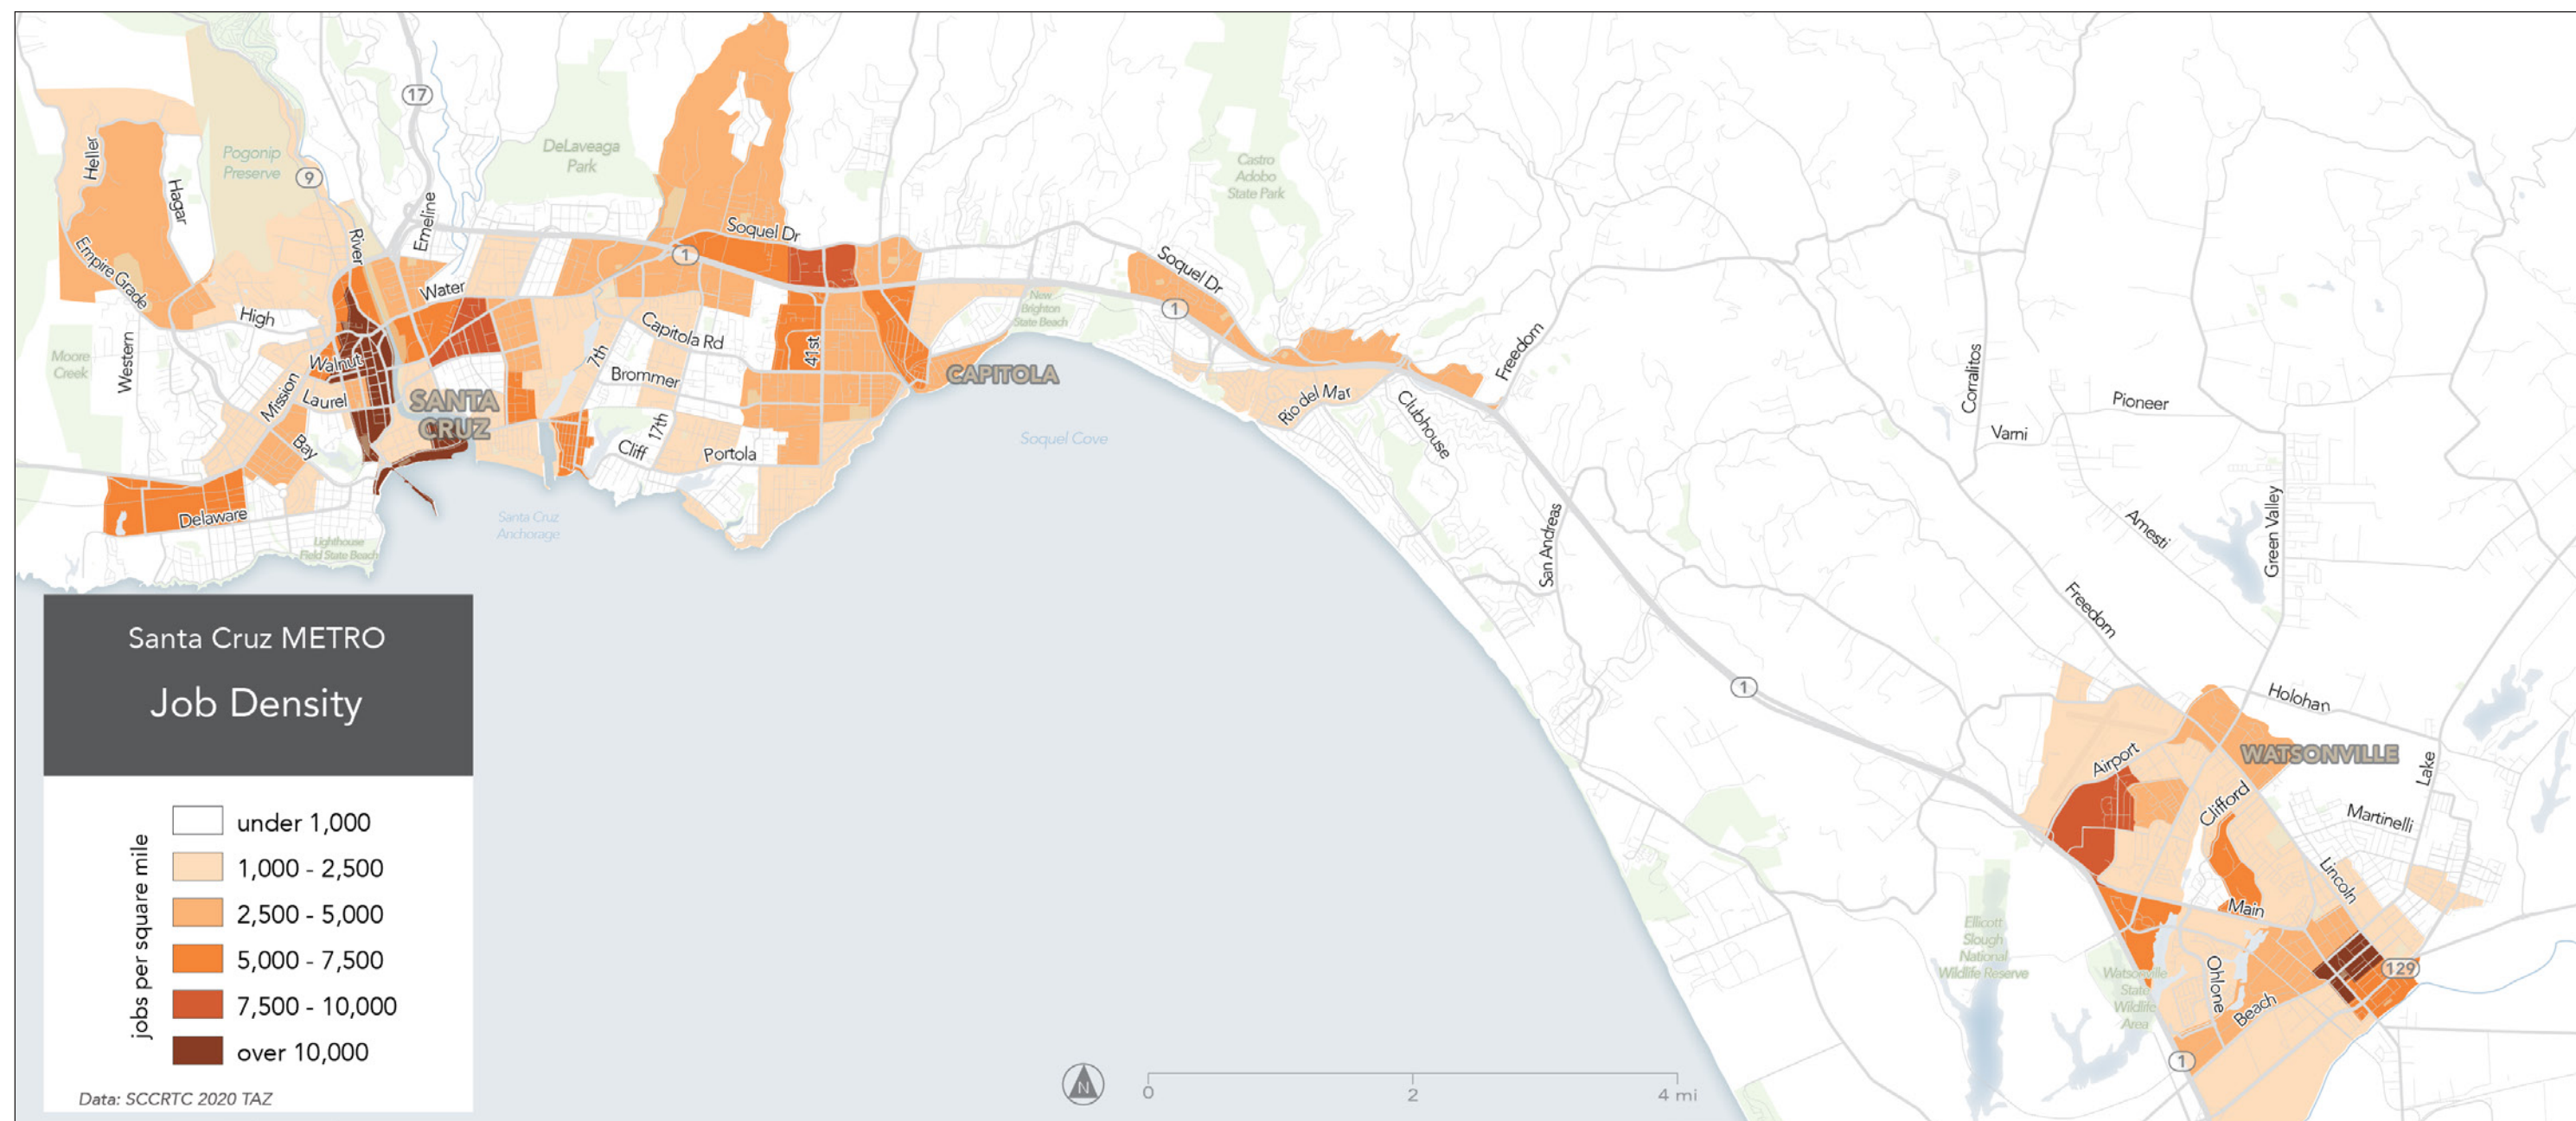 17
Pogonip
Preserve
9
Heller
Hagar
DeLaveaga
Park
Castro
Adobo
State Park
Emeline
River
Soquel Dr
1
Empire Grade
Water
High
Soquel Dr
1
New
Brighton
State Beach
Moore
Creek
Western
Walnut
Mission
Laurel
Bay
SANTA
CRUZ
7th
Capitola Rd
Brommer
41st
CAPITOLA
17th
Cliff
Portola
Soquel Cove
Rio del Mar
Clubhouse
Freedom
Corralitos
Varni
Pioneer
Delaware
Lighthouse
Field State Beach
Santa Cruz
Anchorage
San Andreas
Amesti
Green Valley
Freedom
1
Holohan
WATSONVILLE
Airport
Lake
Clifford
Martinelli
Lincoln
Main
Ellicott
Slough
National
Wildlife Reserve
Watsonville
State
Wildlife
Area
Ohlone
Beach
129
1
Santa Cruz METRO
Job Density
jobs per square mile
under 1,000
1,000 - 2,500
2,500 - 5,000
5,000 - 7,500
7,500 - 10,000
over 10,000
Data: SCCRTC 2020 TAZ
N
0
2
4 mi